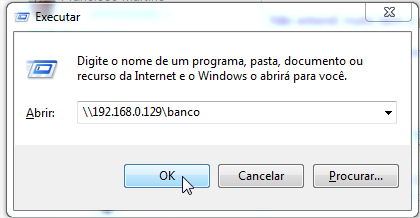 Executar
Digite o nome de um programa, pasta, documento ou
recurso da Internet e o Windows o abrirá para você.
Abrir: \\192.168.0.129\banco
OK Cancelar Procurar...